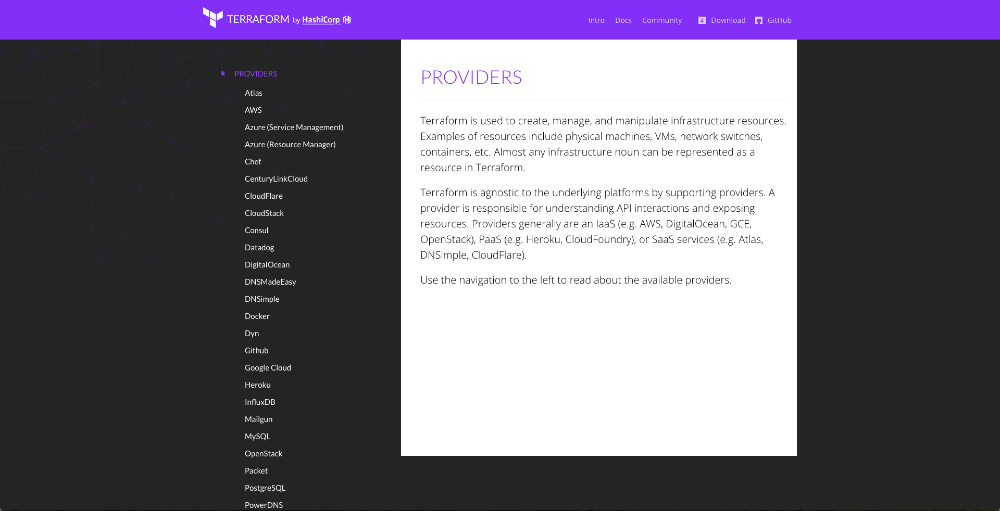 TERRAFORM by HashiCorp
Intro
Docs
Community
Download
GitHub
PROVIDERS
Atlas
AWS
Azure (Service Management)
Azure (Resource Manager)
Chef
CenturyLinkCloud
CloudFlare
CloudStack
Consul
Datadog
DigitalOcean
DNSMadeEasy
DNSimple
Docker
Dyn
Github
Google Cloud
Heroku
InfluxDB
Mailgun
MySQL
OpenStack
Packet
PostgreSQL
PowerDNS
PROVIDERS
Terraform is used to create, manage, and manipulate infrastructure resources.
Examples of resources include physical machines, VMs, network switches,
containers, etc. Almost any infrastructure noun can be represented as a
resource in Terraform.
Terraform is agnostic to the underlying platforms by supporting providers. A
provider is responsible for understanding API interactions and exposing
resources. Providers generally are an IaaS (e.g. AWS, DigitalOcean, GCE,
OpenStack), PaaS (e.g. Heroku, CloudFoundry), or SaaS services (e.g. Atlas,
DNSimple, CloudFlare).
Use the navigation to the left to read about the available providers.